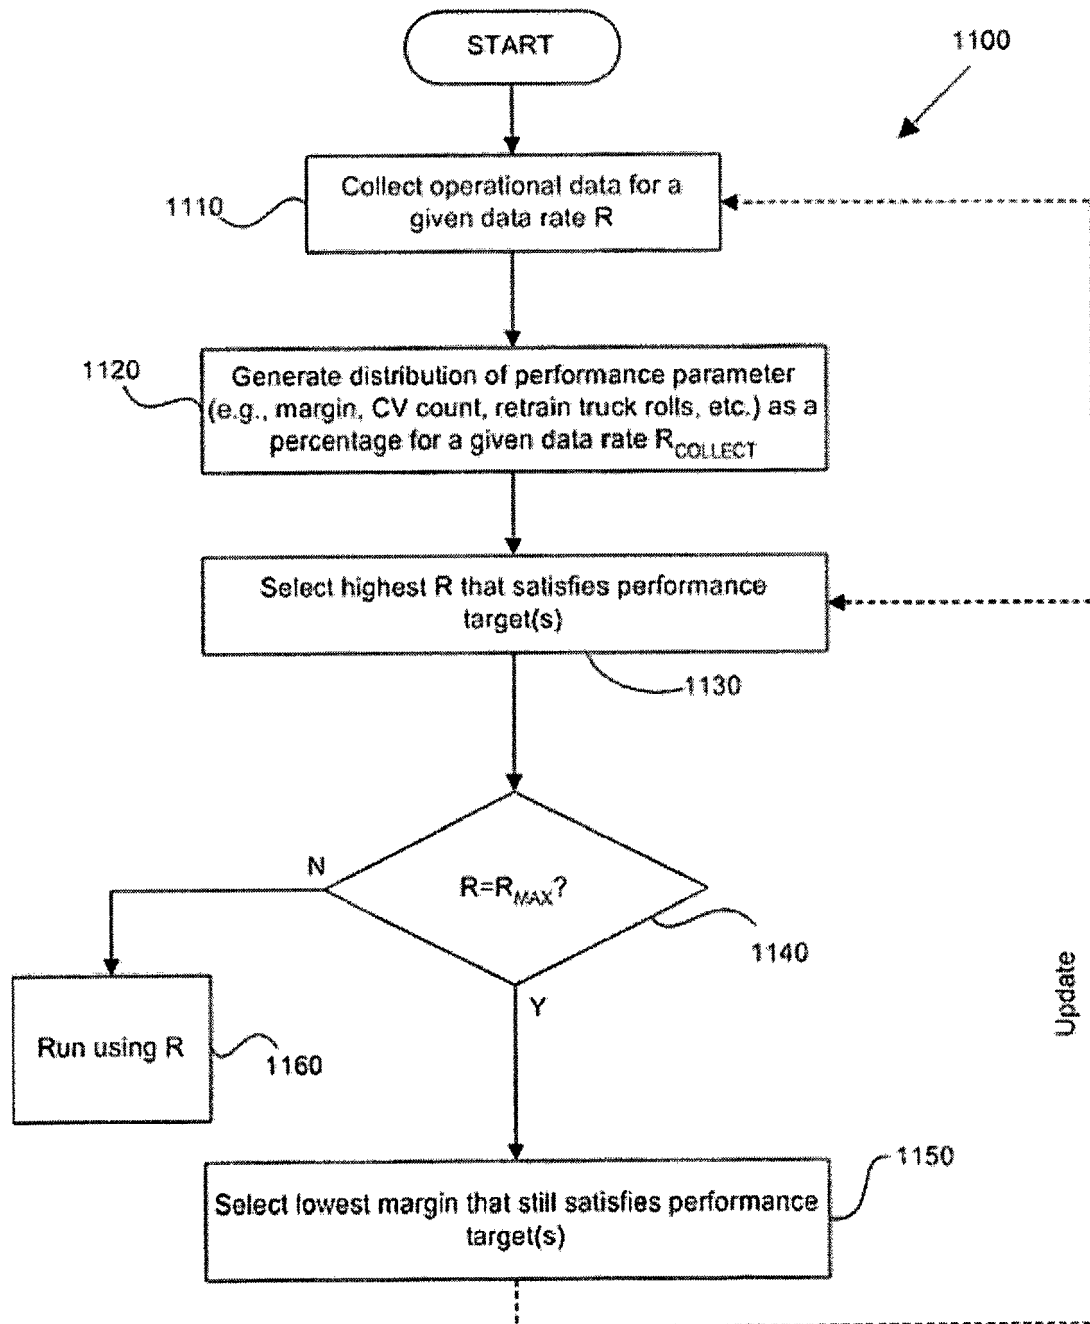 START
1100
Collect operational data for a
given data rate R
1110
1120
Generate distribution of performance parameter
(e.g., margin, CV count, retrain truck rolls, etc.) as a
percentage for a given data rate RCOLLECT
Select highest R that satisfies performance
target(s)
1130
N
R=RMAX?
1140
Y
Update
Run using R
1160
1150
Select lowest margin that still satisfies performance
target(s)